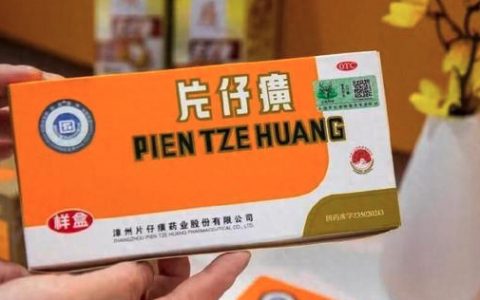 OTC
片仔癀
PIEN TZE HUANG
样盒
漳州片仔癀药业股份有限公司
ZHANGZHOU PIEN TZE HUANG PHARMACEUTICAL CO., LTD.